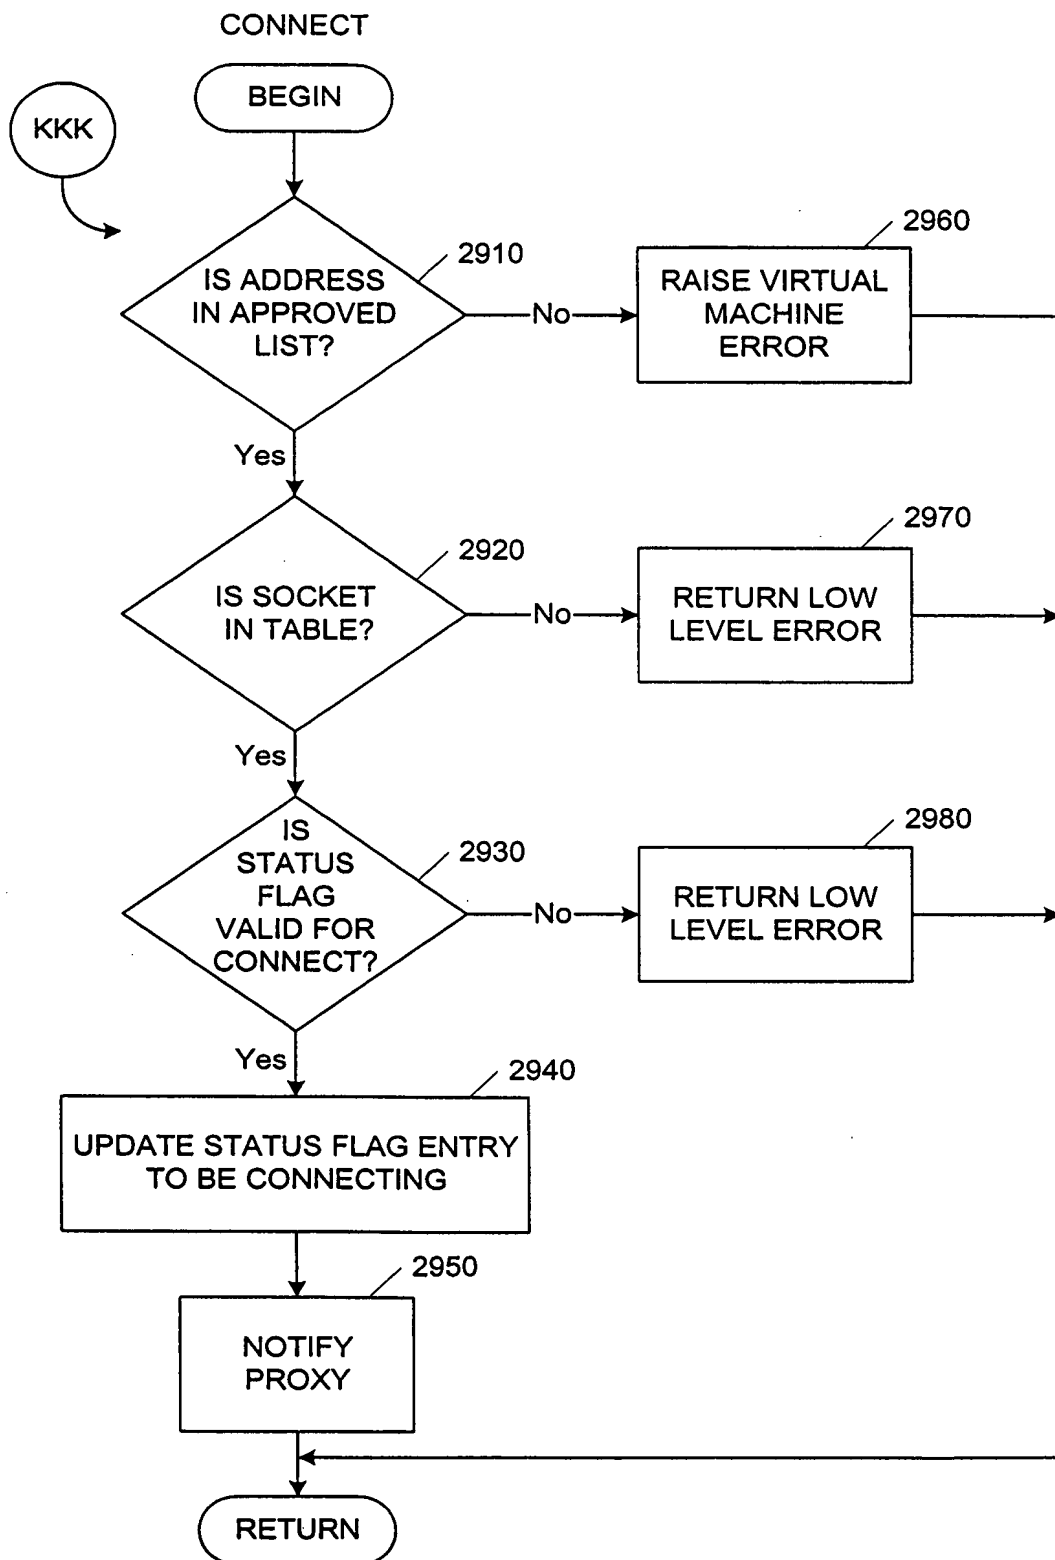 CONNECT
BEGIN
KKK
2910
IS ADDRESS
IN APPROVED
LIST?
No
2960
RAISE VIRTUAL
MACHINE
ERROR
Yes
2920
IS SOCKET
IN TABLE?
No
2970
RETURN LOW
LEVEL ERROR
Yes
2930
IS
STATUS
FLAG
VALID FOR
CONNECT?
No
2980
RETURN LOW
LEVEL ERROR
Yes
2940
UPDATE STATUS FLAG ENTRY
TO BE CONNECTING
2950
NOTIFY
PROXY
RETURN